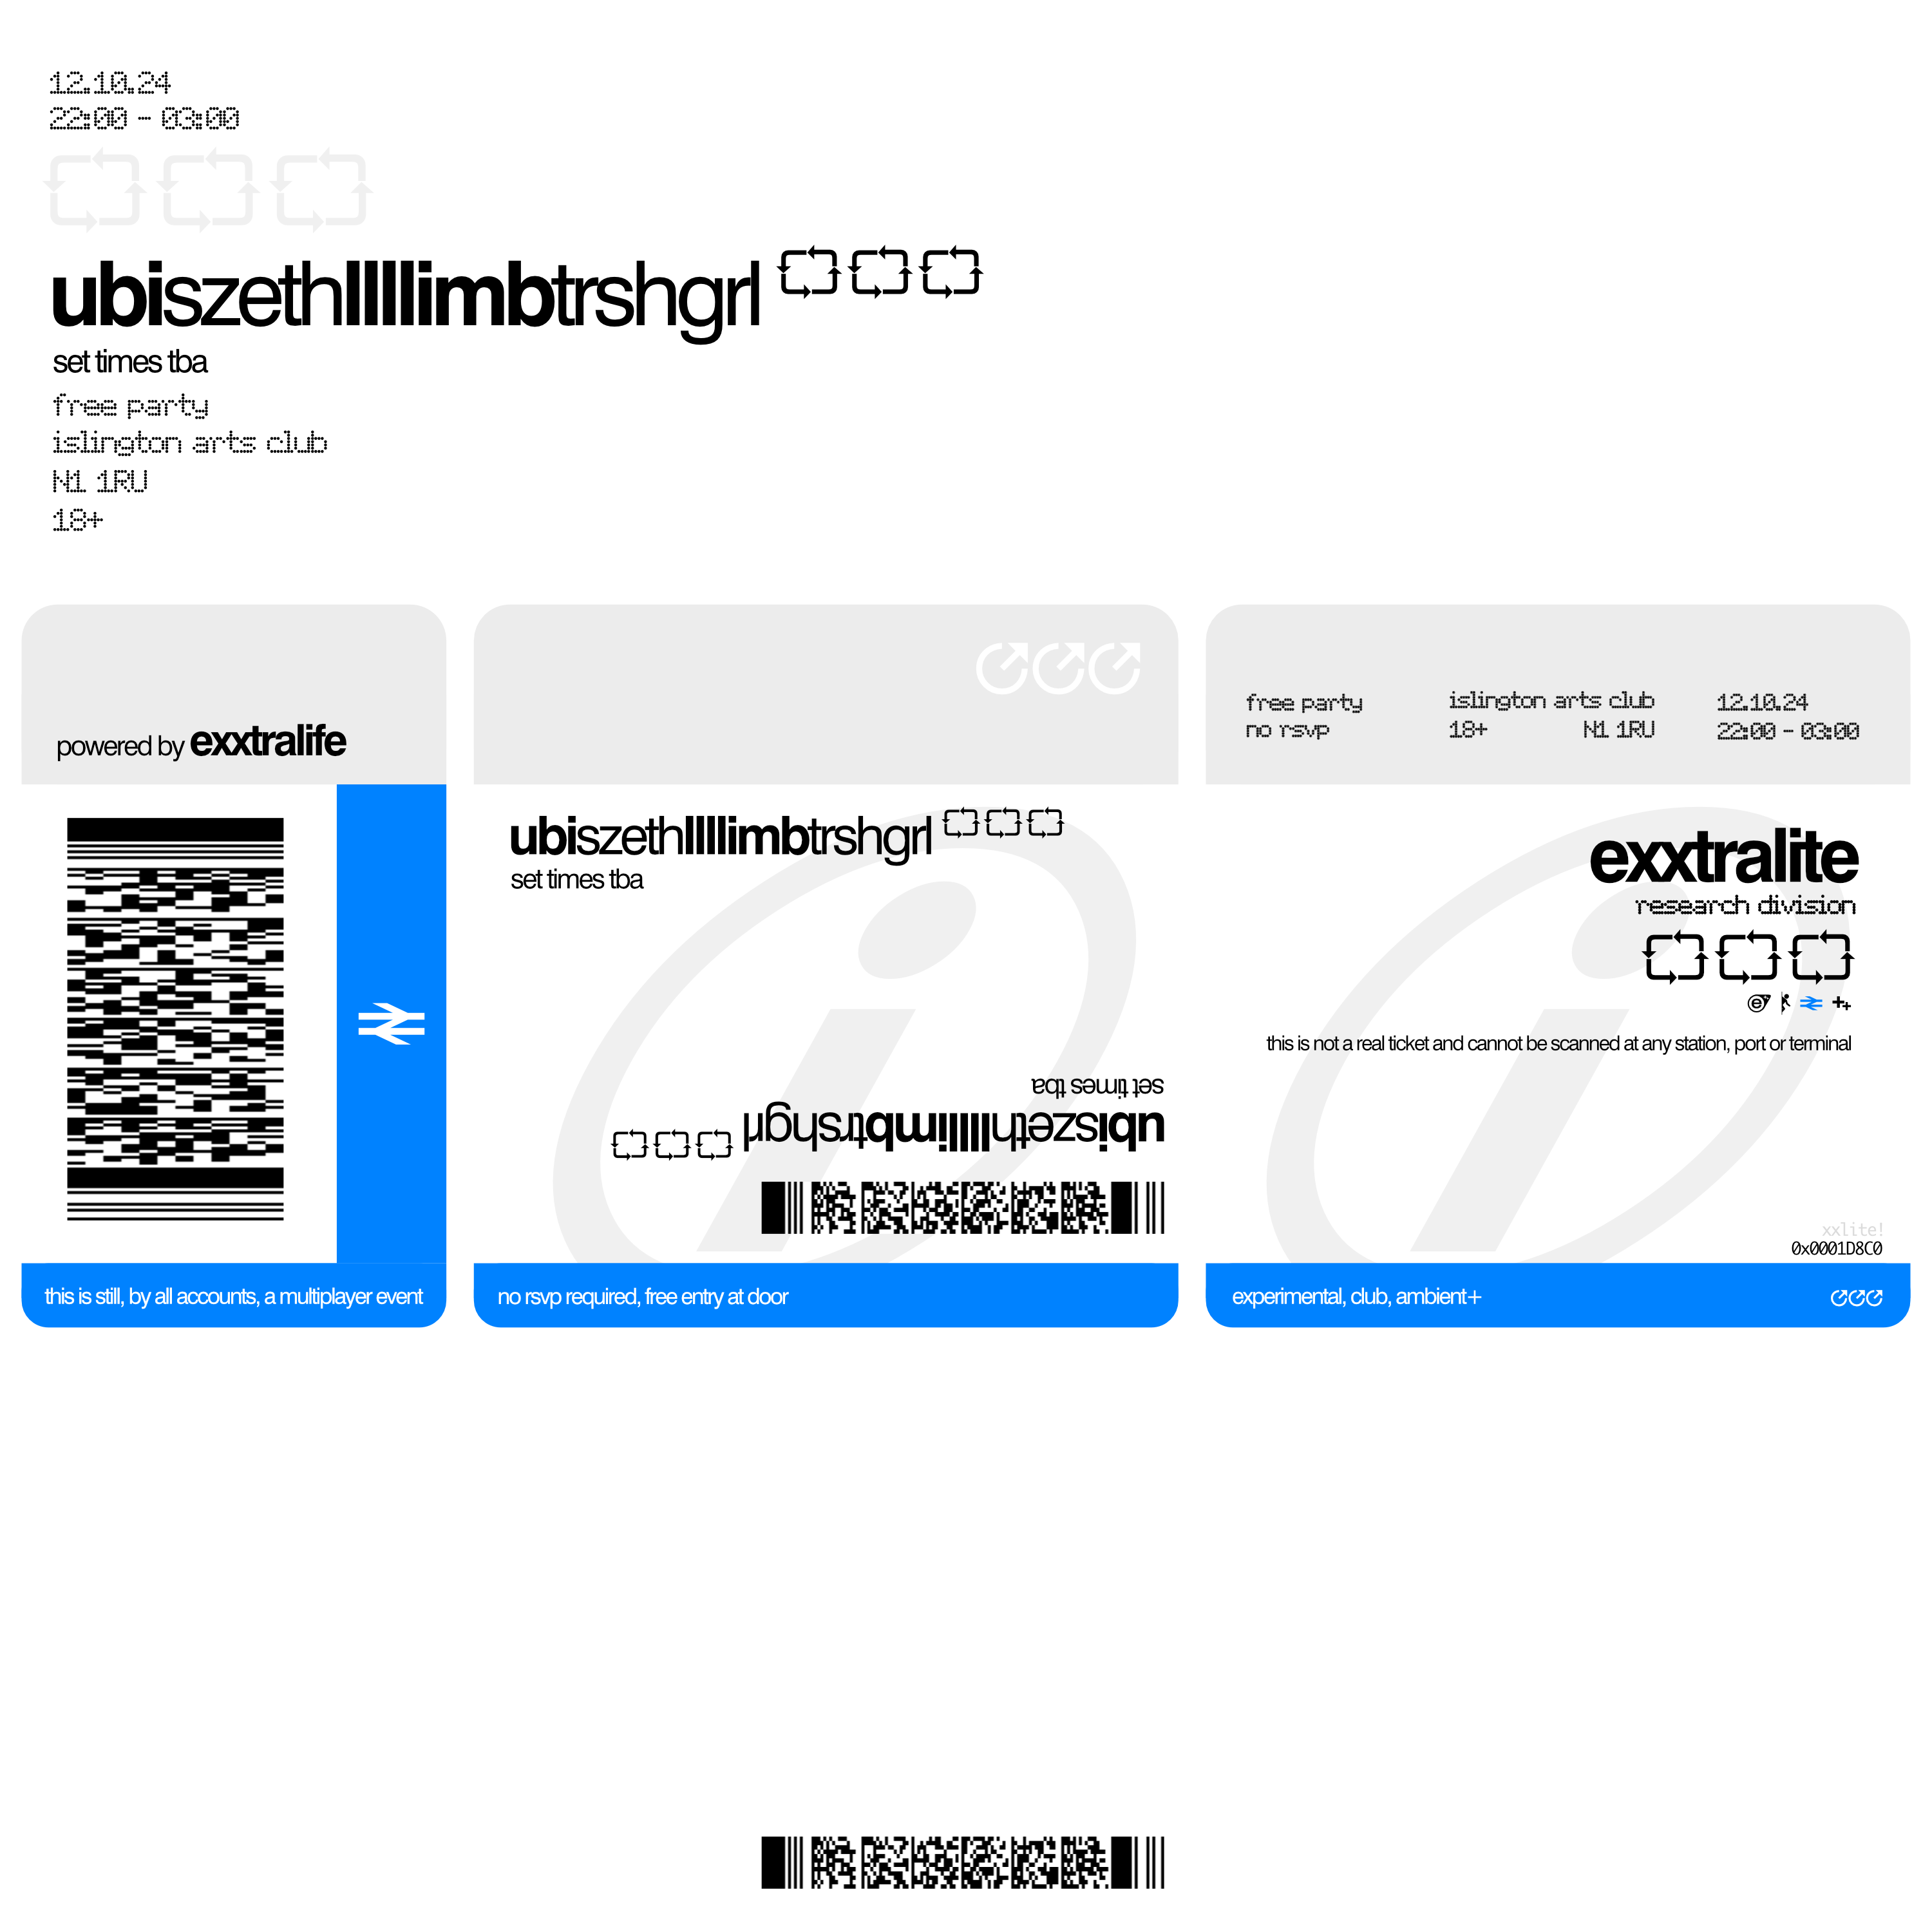 12.10.24
22:00 - 03:00
ubiszethlllllimbtrshgrl
set times tba
free party
islington arts club
N1 1RU
18+
powered by exxtralife
this is still, by all accounts, a multiplayer event
ubiszethlllllimbtrshgrl
set times tba
set times tba
ubiszethlllllimbtrshgrl
no rsvp required, free entry at door
free party
no rsvp
islington arts club
18+ N1 1RU
12.10.24
22:00 - 03:00
exxtralite
research division
this is not a real ticket and cannot be scanned at any station, port or terminal
xxlite!
0x0001D8C0
experimental, club, ambient+